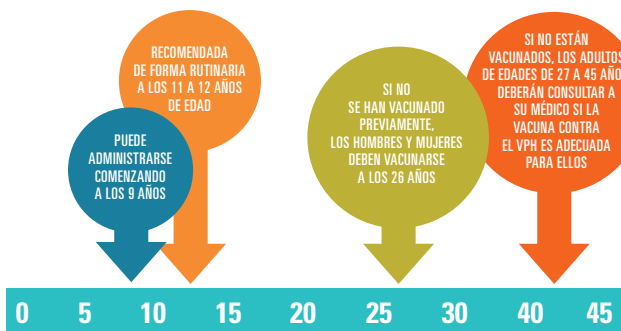 PUEDE
ADMINISTRARSE
COMENZANDO
A LOS 9 AÑOS
RECOMENDADA
DE FORMA RUTINARIA
A LOS 11 A 12 AÑOS
DE EDAD
SI NO
SE HAN VACUNADO
PREVIAMENTE,
LOS HOMBRES Y MUJERES
DEBEN VACUNARSE
A LOS 26 AÑOS
SI NO ESTÁN
VACUNADOS, LOS ADULTOS
DE EDADES DE 27 A 45 AÑO
DEBERÁN CONSULTAR A
SU MÉDICO SI LA
VACUNA CONTRA
EL VPH ES ADECUADA
PARA ELLOS
0 5 10 15 20 25 30 40 45